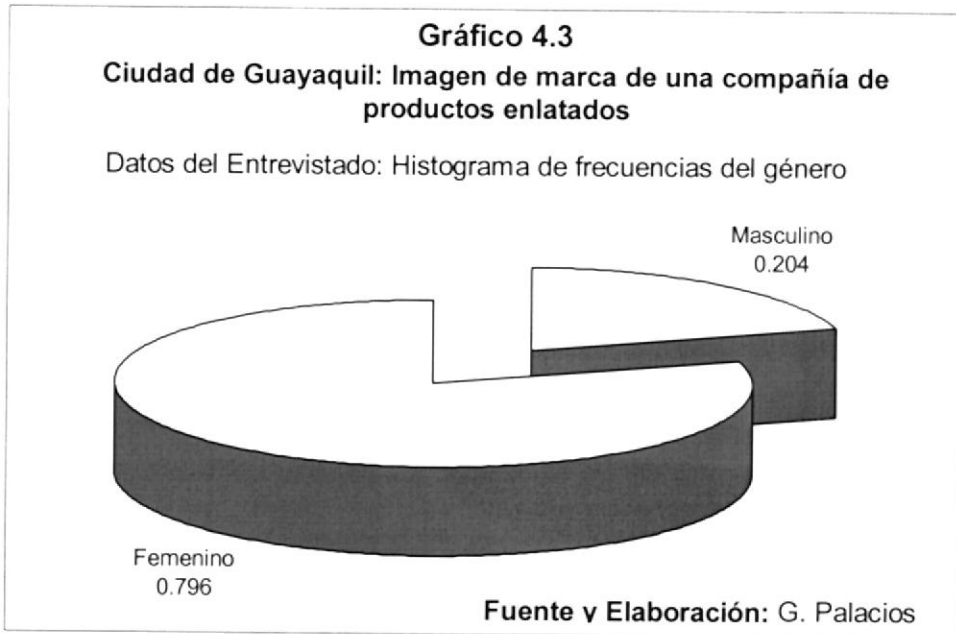 Gráfico 4.3
Ciudad de Guayaquil: Imagen de marca de una compañía de
productos enlatados
Datos del Entrevistado: Histograma de frecuencias del género
Masculino
0.204
Femenino
0.796
Fuente y Elaboración: G. Palacios